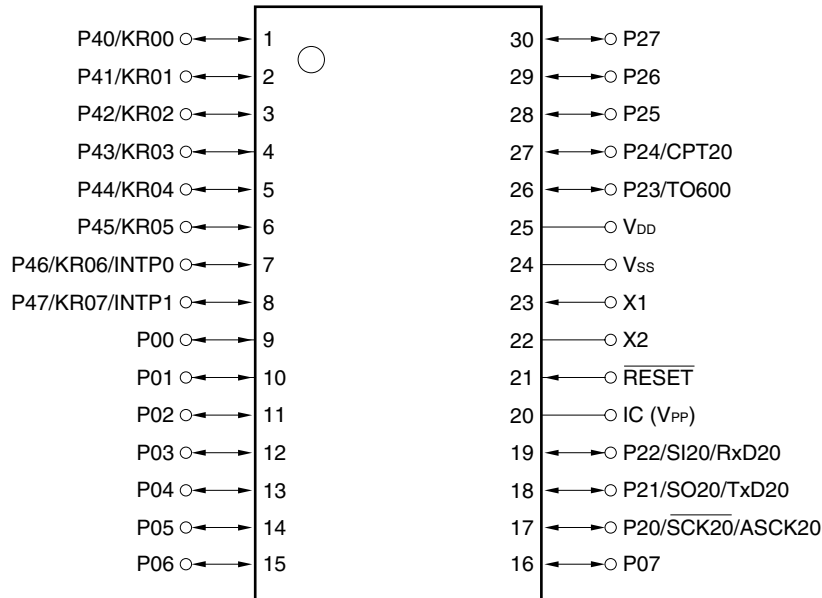 P40/KR00 1 30 P27
P41/KR01 2 29 P26
P42/KR02 3 28 P25
P43/KR03 4 27 P24/CPT20
P44/KR04 5 26 P23/TO600
P45/KR05 6 25 VDD
P46/KR06/INTP0 7 24 VSS
P47/KR07/INTP1 8 23 X1
P00 9 22 X2
P01 10 21 RESET
P02 11 20 IC (VPP)
P03 12 19 P22/SI20/RxD20
P04 13 18 P21/SO20/TxD20
P05 14 17 P20/SCK20/ASCK20
P06 15 16 P07